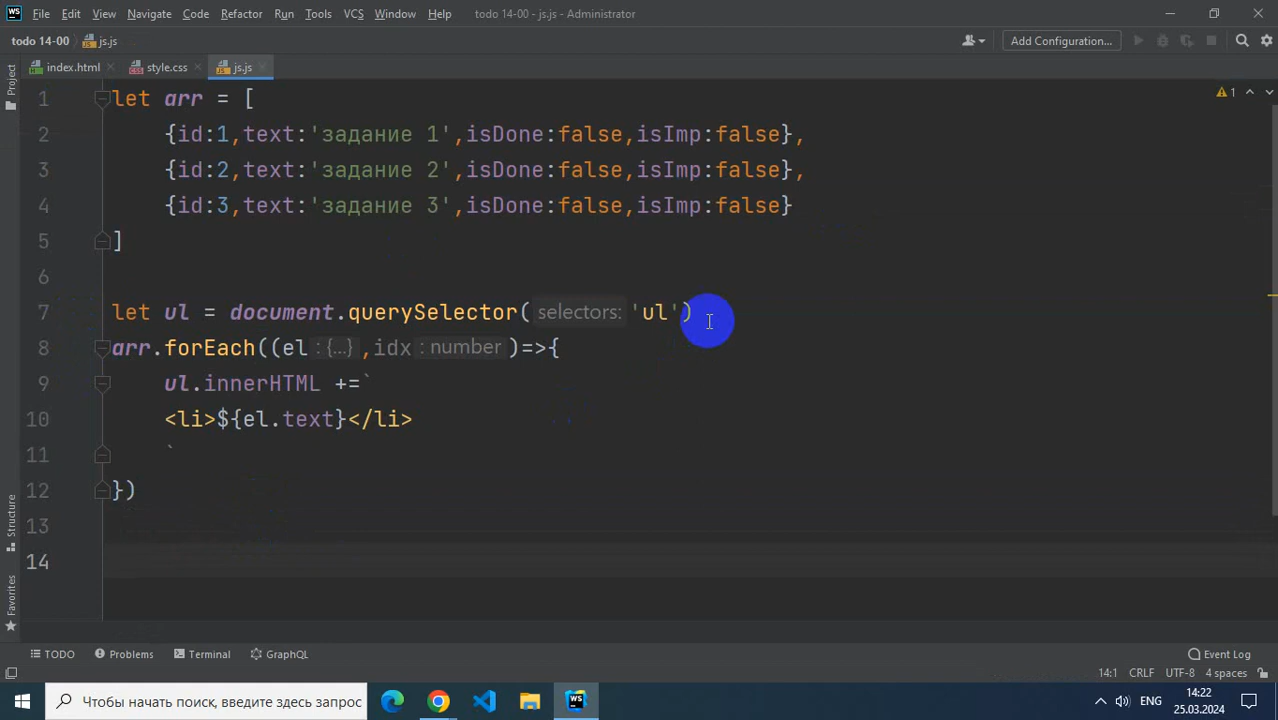 WS File Edit View Navigate Code Refactor Run Tools VCS Window Help todo 14-00 - js.js - Administrator
todo 14-00 js.js Add Configuration...
index.html style.css js.js
Project
1 let arr = [
2 {id:1,text:'задание 1',isDone:false,isImp:false},
3 {id:2,text:'задание 2',isDone:false,isImp:false},
4 {id:3,text:'задание 3',isDone:false,isImp:false}
5 ]
6
7 let ul = document.querySelector( selectors: 'ul')
8 arr.forEach((el : {...} ,idx : number )=>{
9 ul.innerHTML +=`
10 <li>${el.text}</li>
11 `
12 })
13
14
1
Structure
Favorites
TODO Problems Terminal GraphQL Event Log
14:1 CRLF UTF-8 4 spaces
Чтобы начать поиск, введите здесь запрос WS ENG 14:22
25.03.2024